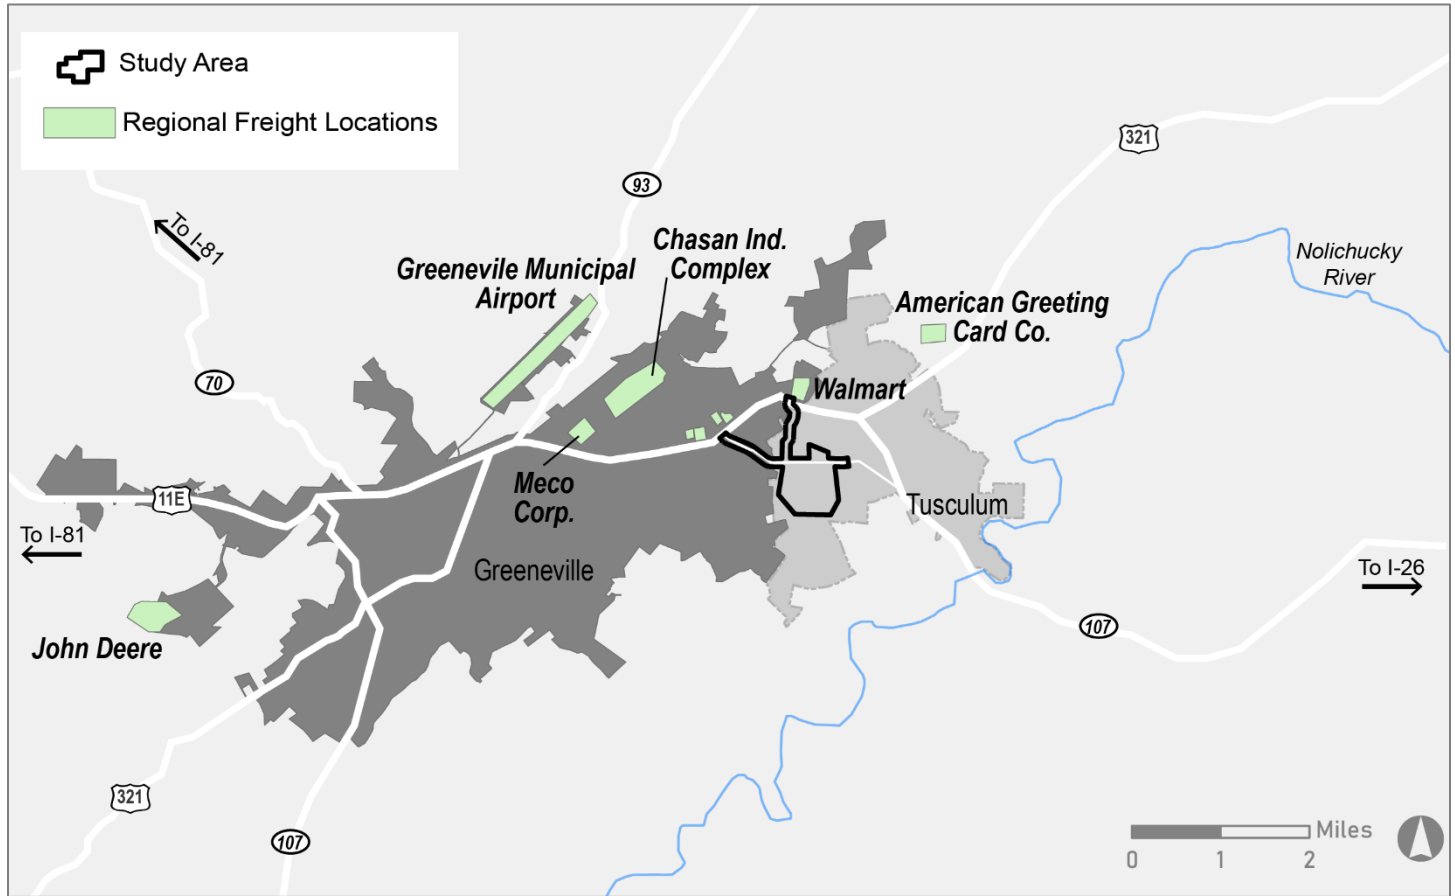 Study Area
Regional Freight Locations
321
93
To I-81
Chasan Ind.
Complex
Nolichucky
River
Greenevile Municipal
Airport
American Greeting
Card Co.
70
Walmart
Meco
Corp.
11E
Tusculum
To I-81
Greeneville
To I-26
107
John Deere
321
107
Miles
0 1 2